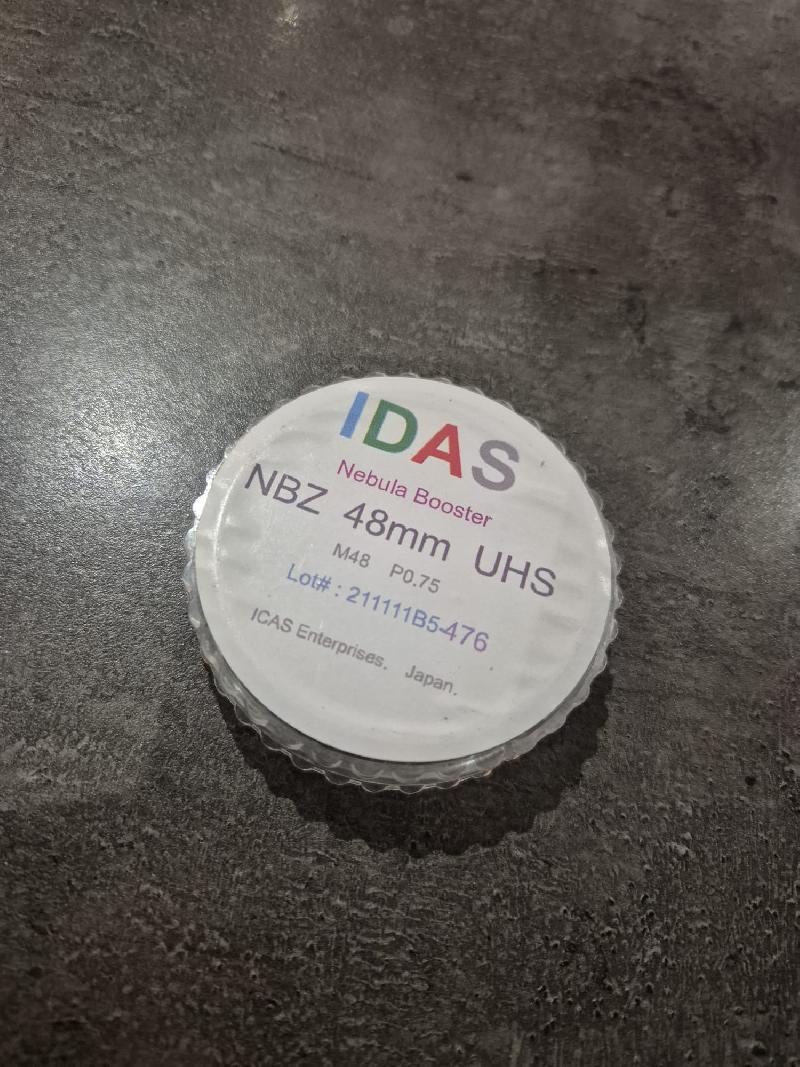 IDAS
Nebula Booster
NBZ 48mm UHS
M48 P0.75
Lot# : 211111B5-476
ICAS Enterprises. Japan.